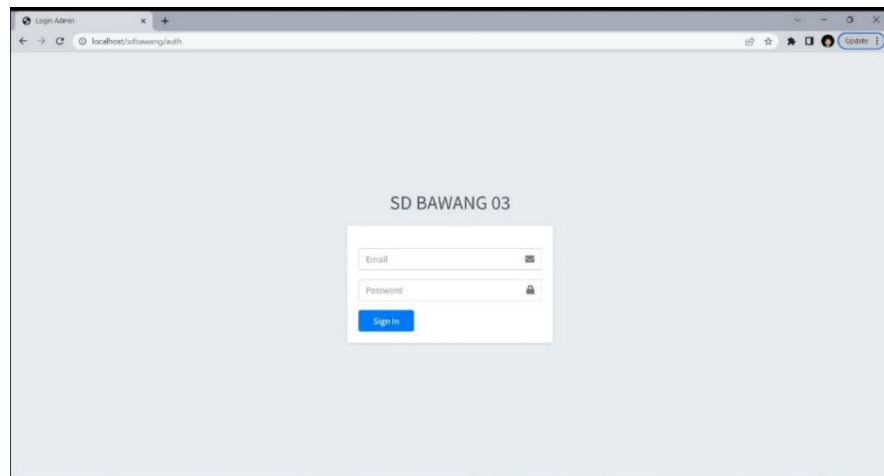 Login Admin
localhost/sdbawang/auth
Update
SD BAWANG 03
Email
Password
Sign In